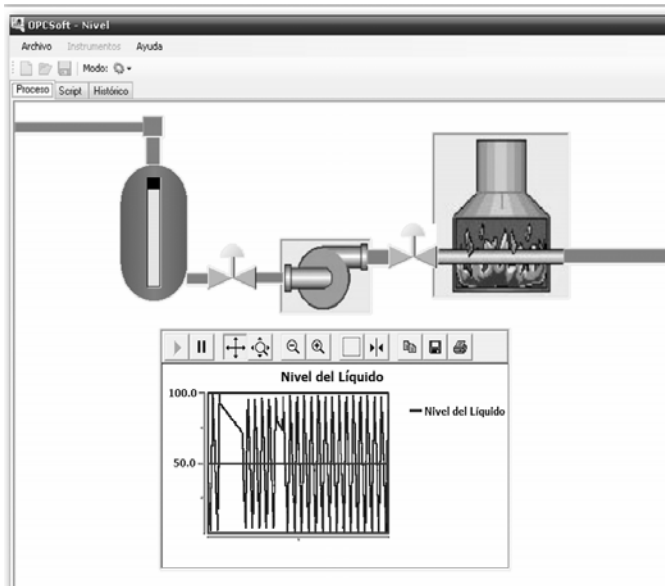 OPCSoft - Nivel
Archivo Instrumentos Ayuda
Modo:
Proceso Script Histórico
Nivel del Líquido
100.0
Nivel del Líquido
50.0